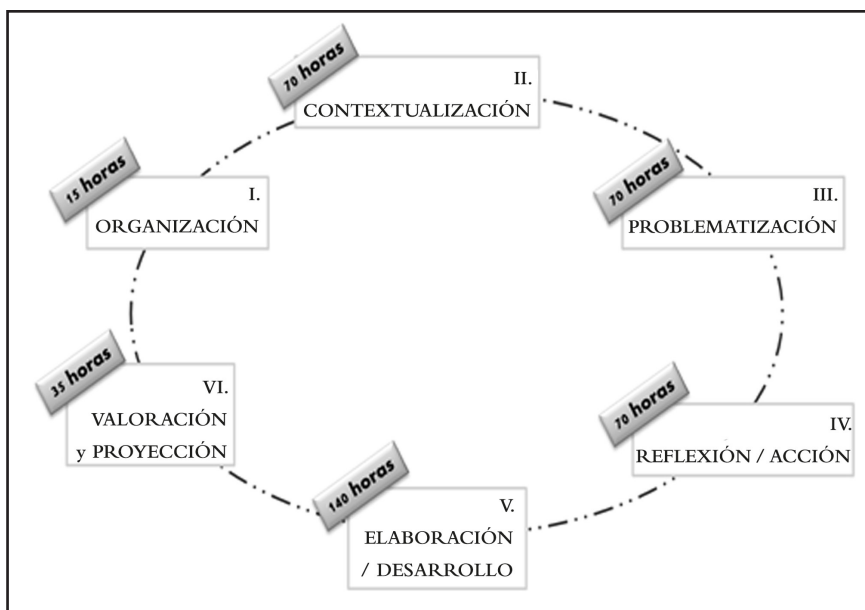 15 horas
I.
ORGANIZACIÓN
70 horas
II.
CONTEXTUALIZACIÓN
70 horas
III.
PROBLEMATIZACIÓN
70 horas
IV.
REFLEXIÓN / ACCIÓN
140 horas
V.
ELABORACIÓN
/ DESARROLLO
35 horas
VI.
VALORACIÓN
y PROYECCIÓN